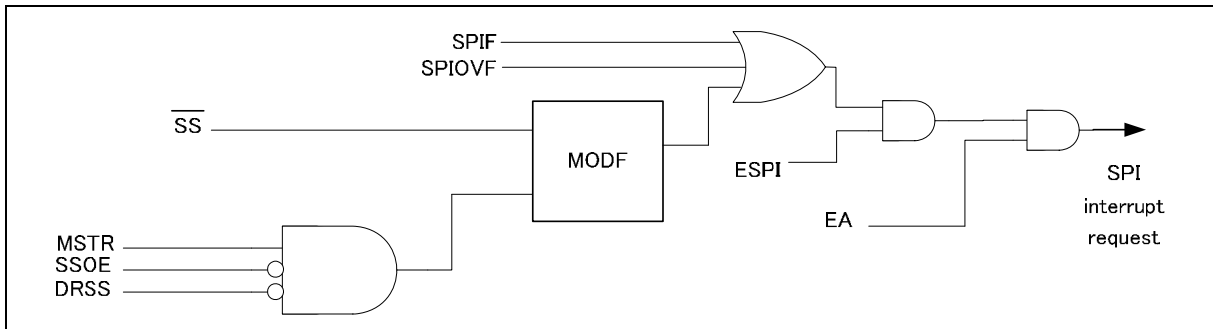 SPIF
SPIOVF
SS
MODF
ESPI
EA
SPI
interrupt
request
MSTR
SSOE
DRSS